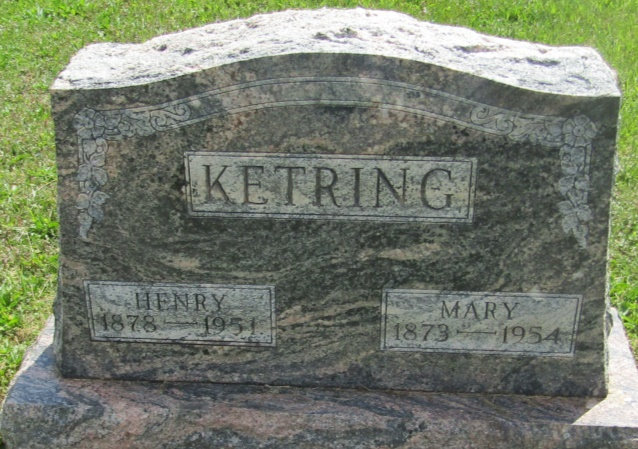 KETRING
HENRY
1878 — 1951
MARY
1873 — 1954